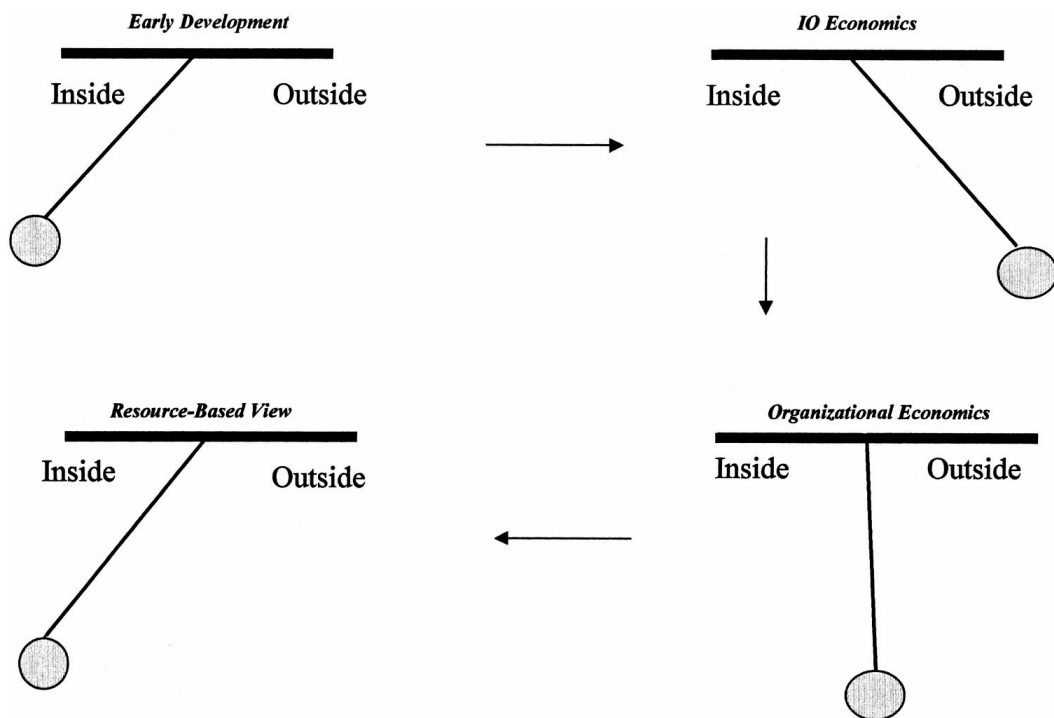 Early Development
Inside
Outside
IO Economics
Inside
Outside
Resource-Based View
Inside
Outside
Organizational Economics
Inside
Outside